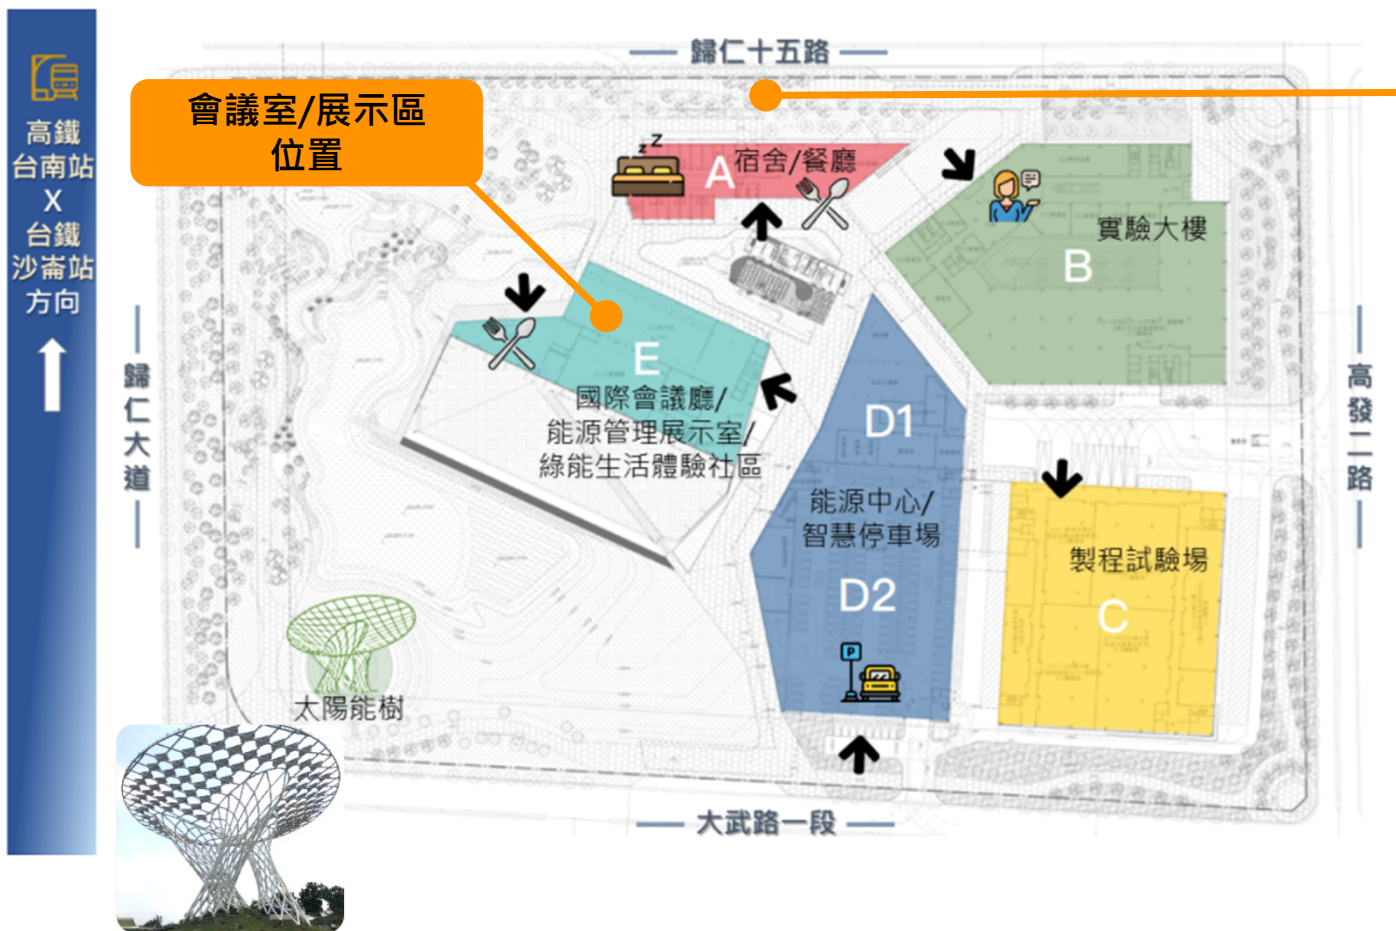 歸仁十五路
會議室/展示區
位置
高鐵
台南站
X
台鐵
沙崙站
方向
z Z
A 宿舍/餐廳
實驗大樓
B
E
國際會議廳/
能源管理展示室/
綠能生活體驗社區
D1
能源中心/
智慧停車場
D2
P
製程試驗場
C
歸仁大道
高發二路
太陽能樹
大武路一段